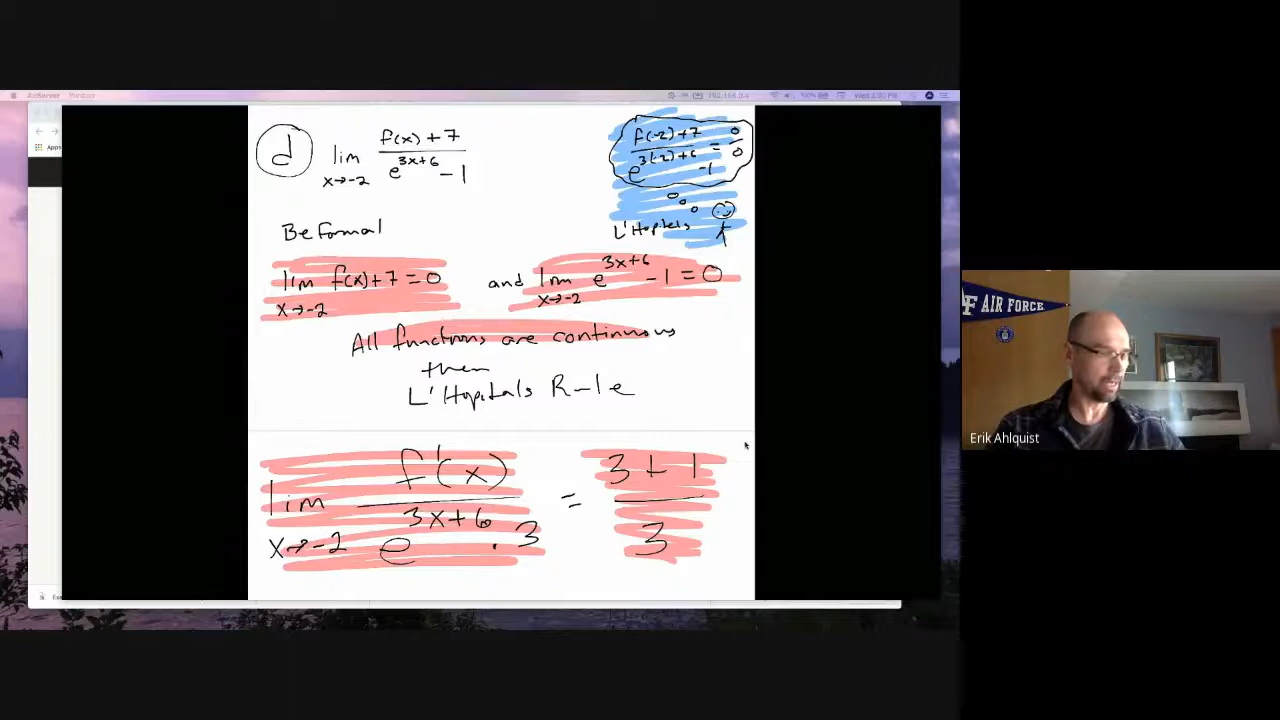 d
lim f(x)+7
x→-2 e^3x+6 -1
f(-2)+7 = 0
e^3(-2)+6 -1 0
L'Hopitals
Be formal
lim f(x)+7=0 and lim e^3x+6 -1=0
x→-2 x→-2
All functions are continuous
then
L'Hopitals Rule
lim f'(x) = 3+1
x→-2 e^3x+6 . 3 3
AIR FORCE
Erik Ahlquist